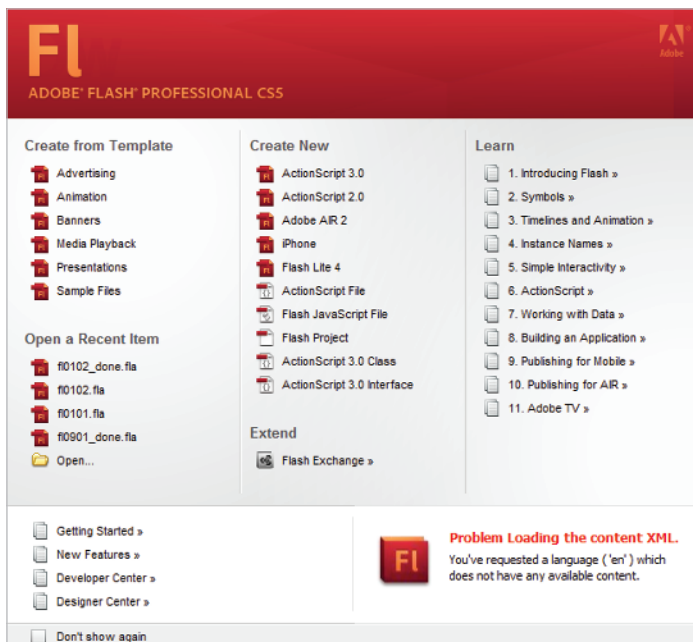 Fl
Adobe
ADOBE® FLASH® PROFESSIONAL CS5
Create from Template
Advertising
Animation
Banners
Media Playback
Presentations
Sample Files
Open a Recent Item
fl0102_done.fla
fl0102.fla
fl0101.fla
fl0901_done.fla
Open...
Create New
ActionScript 3.0
ActionScript 2.0
Adobe AIR 2
iPhone
Flash Lite 4
ActionScript File
Flash JavaScript File
Flash Project
ActionScript 3.0 Class
ActionScript 3.0 Interface
Extend
Flash Exchange »
Learn
1. Introducing Flash »
2. Symbols »
3. Timelines and Animation »
4. Instance Names »
5. Simple Interactivity »
6. ActionScript »
7. Working with Data »
8. Building an Application »
9. Publishing for Mobile »
10. Publishing for AIR »
11. Adobe TV »
Getting Started »
New Features »
Developer Center »
Designer Center »
Fl
Problem Loading the content XML.
You've requested a language ( 'en' ) which
does not have any available content.
Don't show again